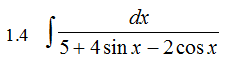 1.4 ∫ dx / (5 + 4 sin x − 2 cos x)